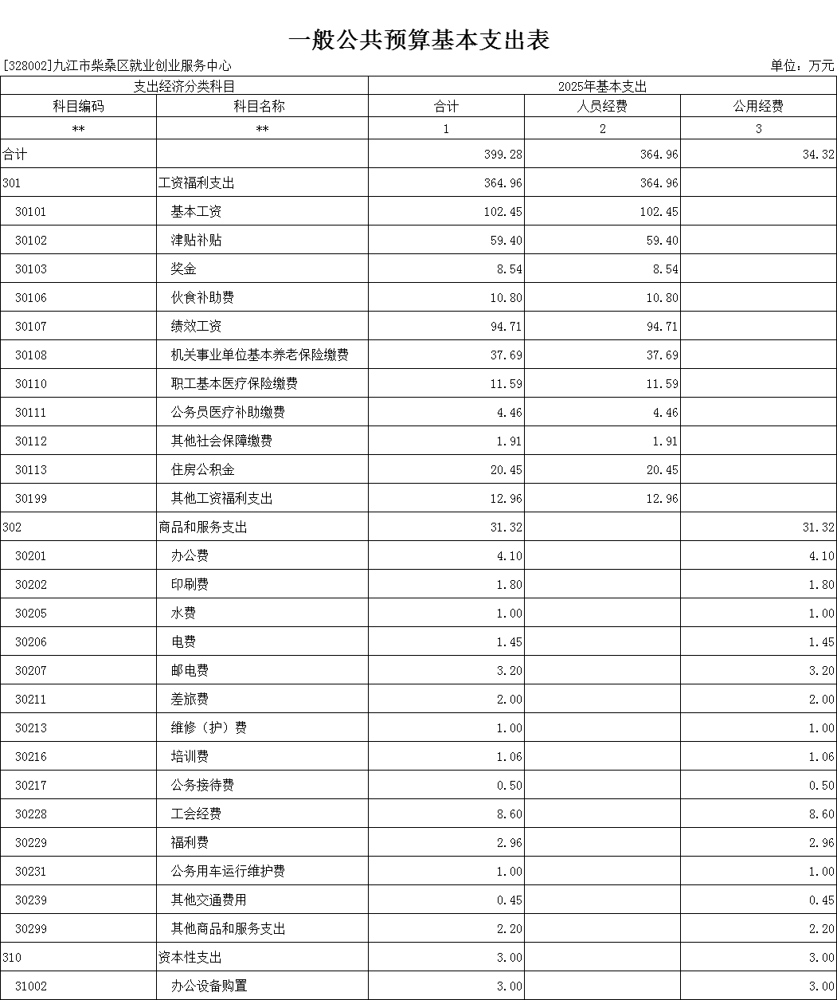 一般公共预算基本支出表
[328002]九江市柴桑区就业创业服务中心 单位：万元
支出经济分类科目 2025年基本支出
科目编码 科目名称 合计 人员经费 公用经费
** ** 1 2 3
合计 399.28 364.96 34.32
301 工资福利支出 364.96 364.96
30101 基本工资 102.45 102.45
30102 津贴补贴 59.40 59.40
30103 奖金 8.54 8.54
30106 伙食补助费 10.80 10.80
30107 绩效工资 94.71 94.71
30108 机关事业单位基本养老保险缴费 37.69 37.69
30110 职工基本医疗保险缴费 11.59 11.59
30111 公务员医疗补助缴费 4.46 4.46
30112 其他社会保障缴费 1.91 1.91
30113 住房公积金 20.45 20.45
30199 其他工资福利支出 12.96 12.96
302 商品和服务支出 31.32 31.32
30201 办公费 4.10 4.10
30202 印刷费 1.80 1.80
30205 水费 1.00 1.00
30206 电费 1.45 1.45
30207 邮电费 3.20 3.20
30211 差旅费 2.00 2.00
30213 维修（护）费 1.00 1.00
30216 培训费 1.06 1.06
30217 公务接待费 0.50 0.50
30228 工会经费 8.60 8.60
30229 福利费 2.96 2.96
30231 公务用车运行维护费 1.00 1.00
30239 其他交通费用 0.45 0.45
30299 其他商品和服务支出 2.20 2.20
310 资本性支出 3.00 3.00
31002 办公设备购置 3.00 3.00